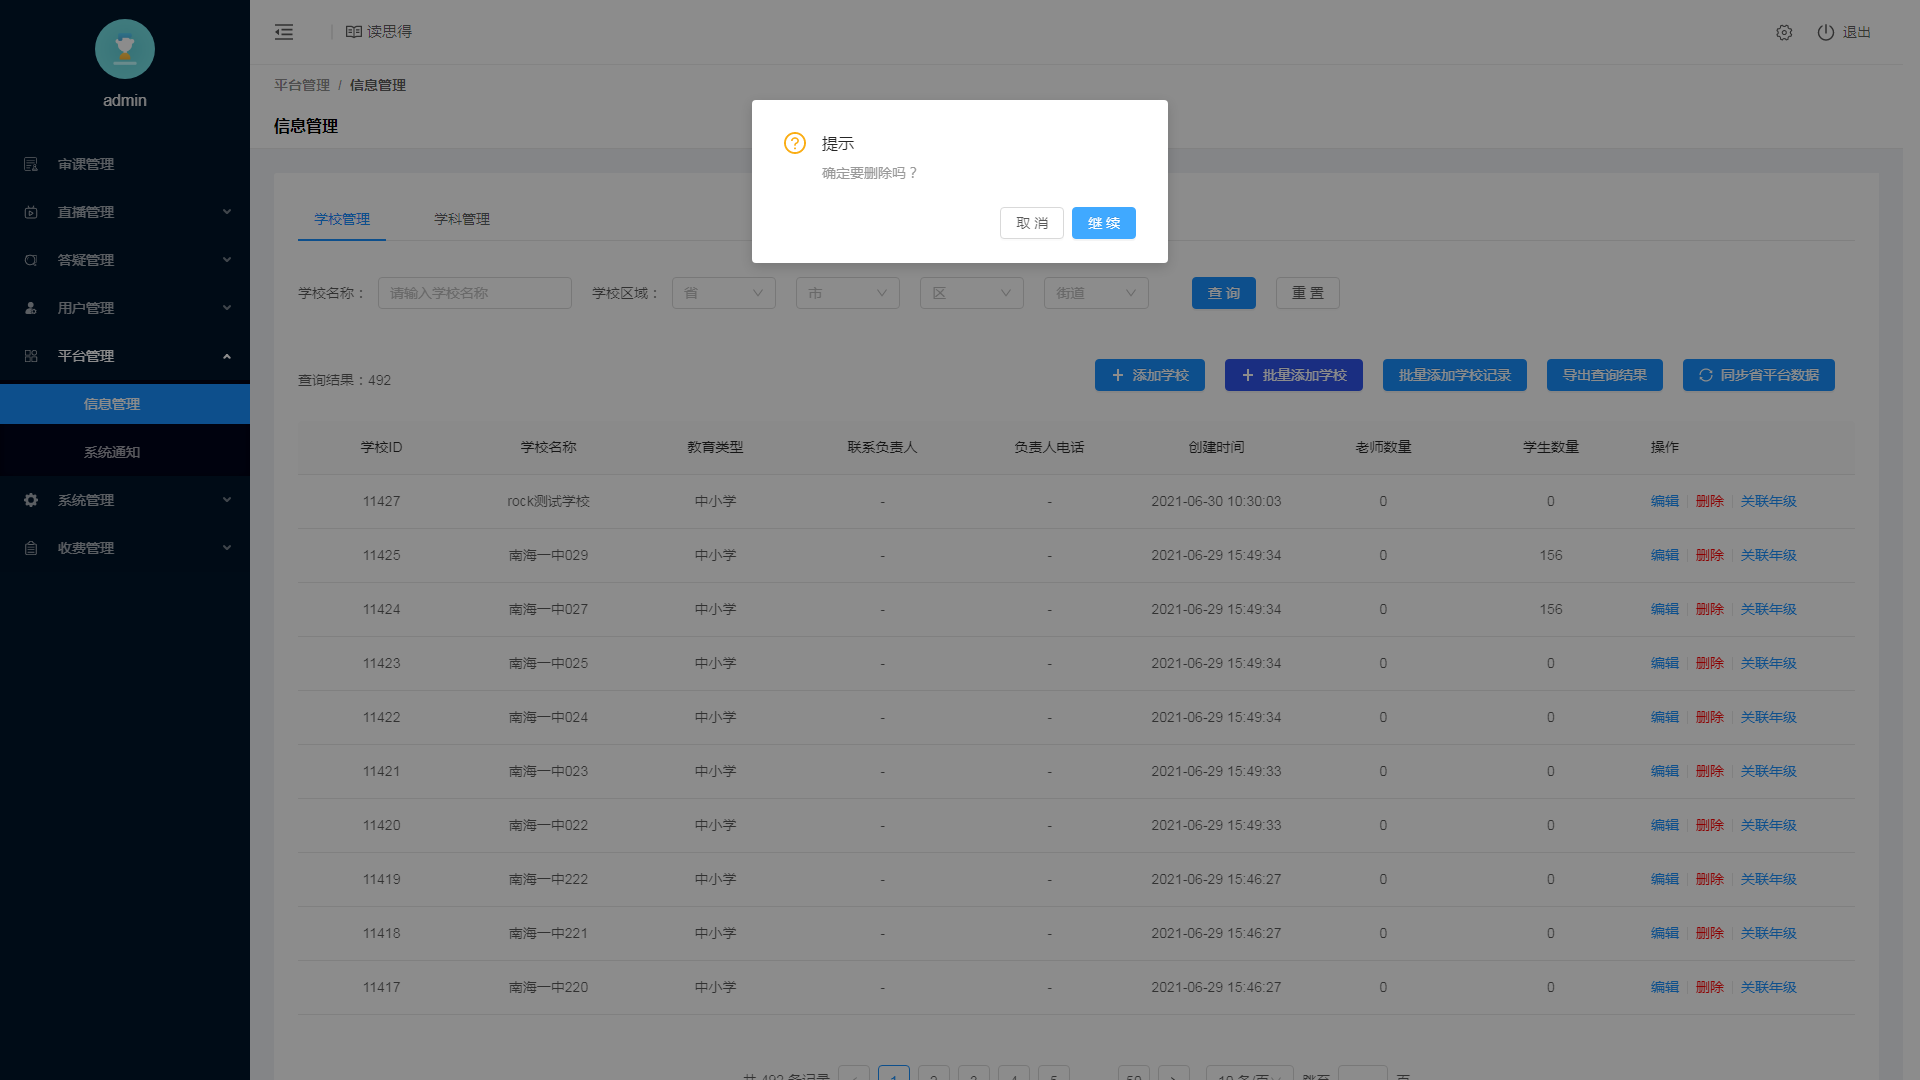 admin
审课管理
直播管理
答疑管理
用户管理
平台管理
信息管理
系统通知
系统管理
收费管理
读思得
退出
平台管理 / 信息管理
信息管理
提示
确定要删除吗？
取 消 继 续
学校管理 学科管理
学校名称： 请输入学校名称 学校区域： 省 市 区 街道 查 询 重 置
查询结果：492 添加学校 批量添加学校 批量添加学校记录 导出查询结果 同步省平台数据
学校ID 学校名称 教育类型 联系负责人 负责人电话 创建时间 老师数量 学生数量 操作
11427 rock测试学校 中小学 - - 2021-06-30 10:30:03 0 0 编辑 删除 关联年级
11425 南海一中029 中小学 - - 2021-06-29 15:49:34 0 156 编辑 删除 关联年级
11424 南海一中027 中小学 - - 2021-06-29 15:49:34 0 156 编辑 删除 关联年级
11423 南海一中025 中小学 - - 2021-06-29 15:49:34 0 0 编辑 删除 关联年级
11422 南海一中024 中小学 - - 2021-06-29 15:49:34 0 0 编辑 删除 关联年级
11421 南海一中023 中小学 - - 2021-06-29 15:49:33 0 0 编辑 删除 关联年级
11420 南海一中022 中小学 - - 2021-06-29 15:49:33 0 0 编辑 删除 关联年级
11419 南海一中222 中小学 - - 2021-06-29 15:46:27 0 0 编辑 删除 关联年级
11418 南海一中221 中小学 - - 2021-06-29 15:46:27 0 0 编辑 删除 关联年级
11417 南海一中220 中小学 - - 2021-06-29 15:46:27 0 0 编辑 删除 关联年级
共 492 条记录 1 2 3 4 5 50 10 条/页 跳至 页